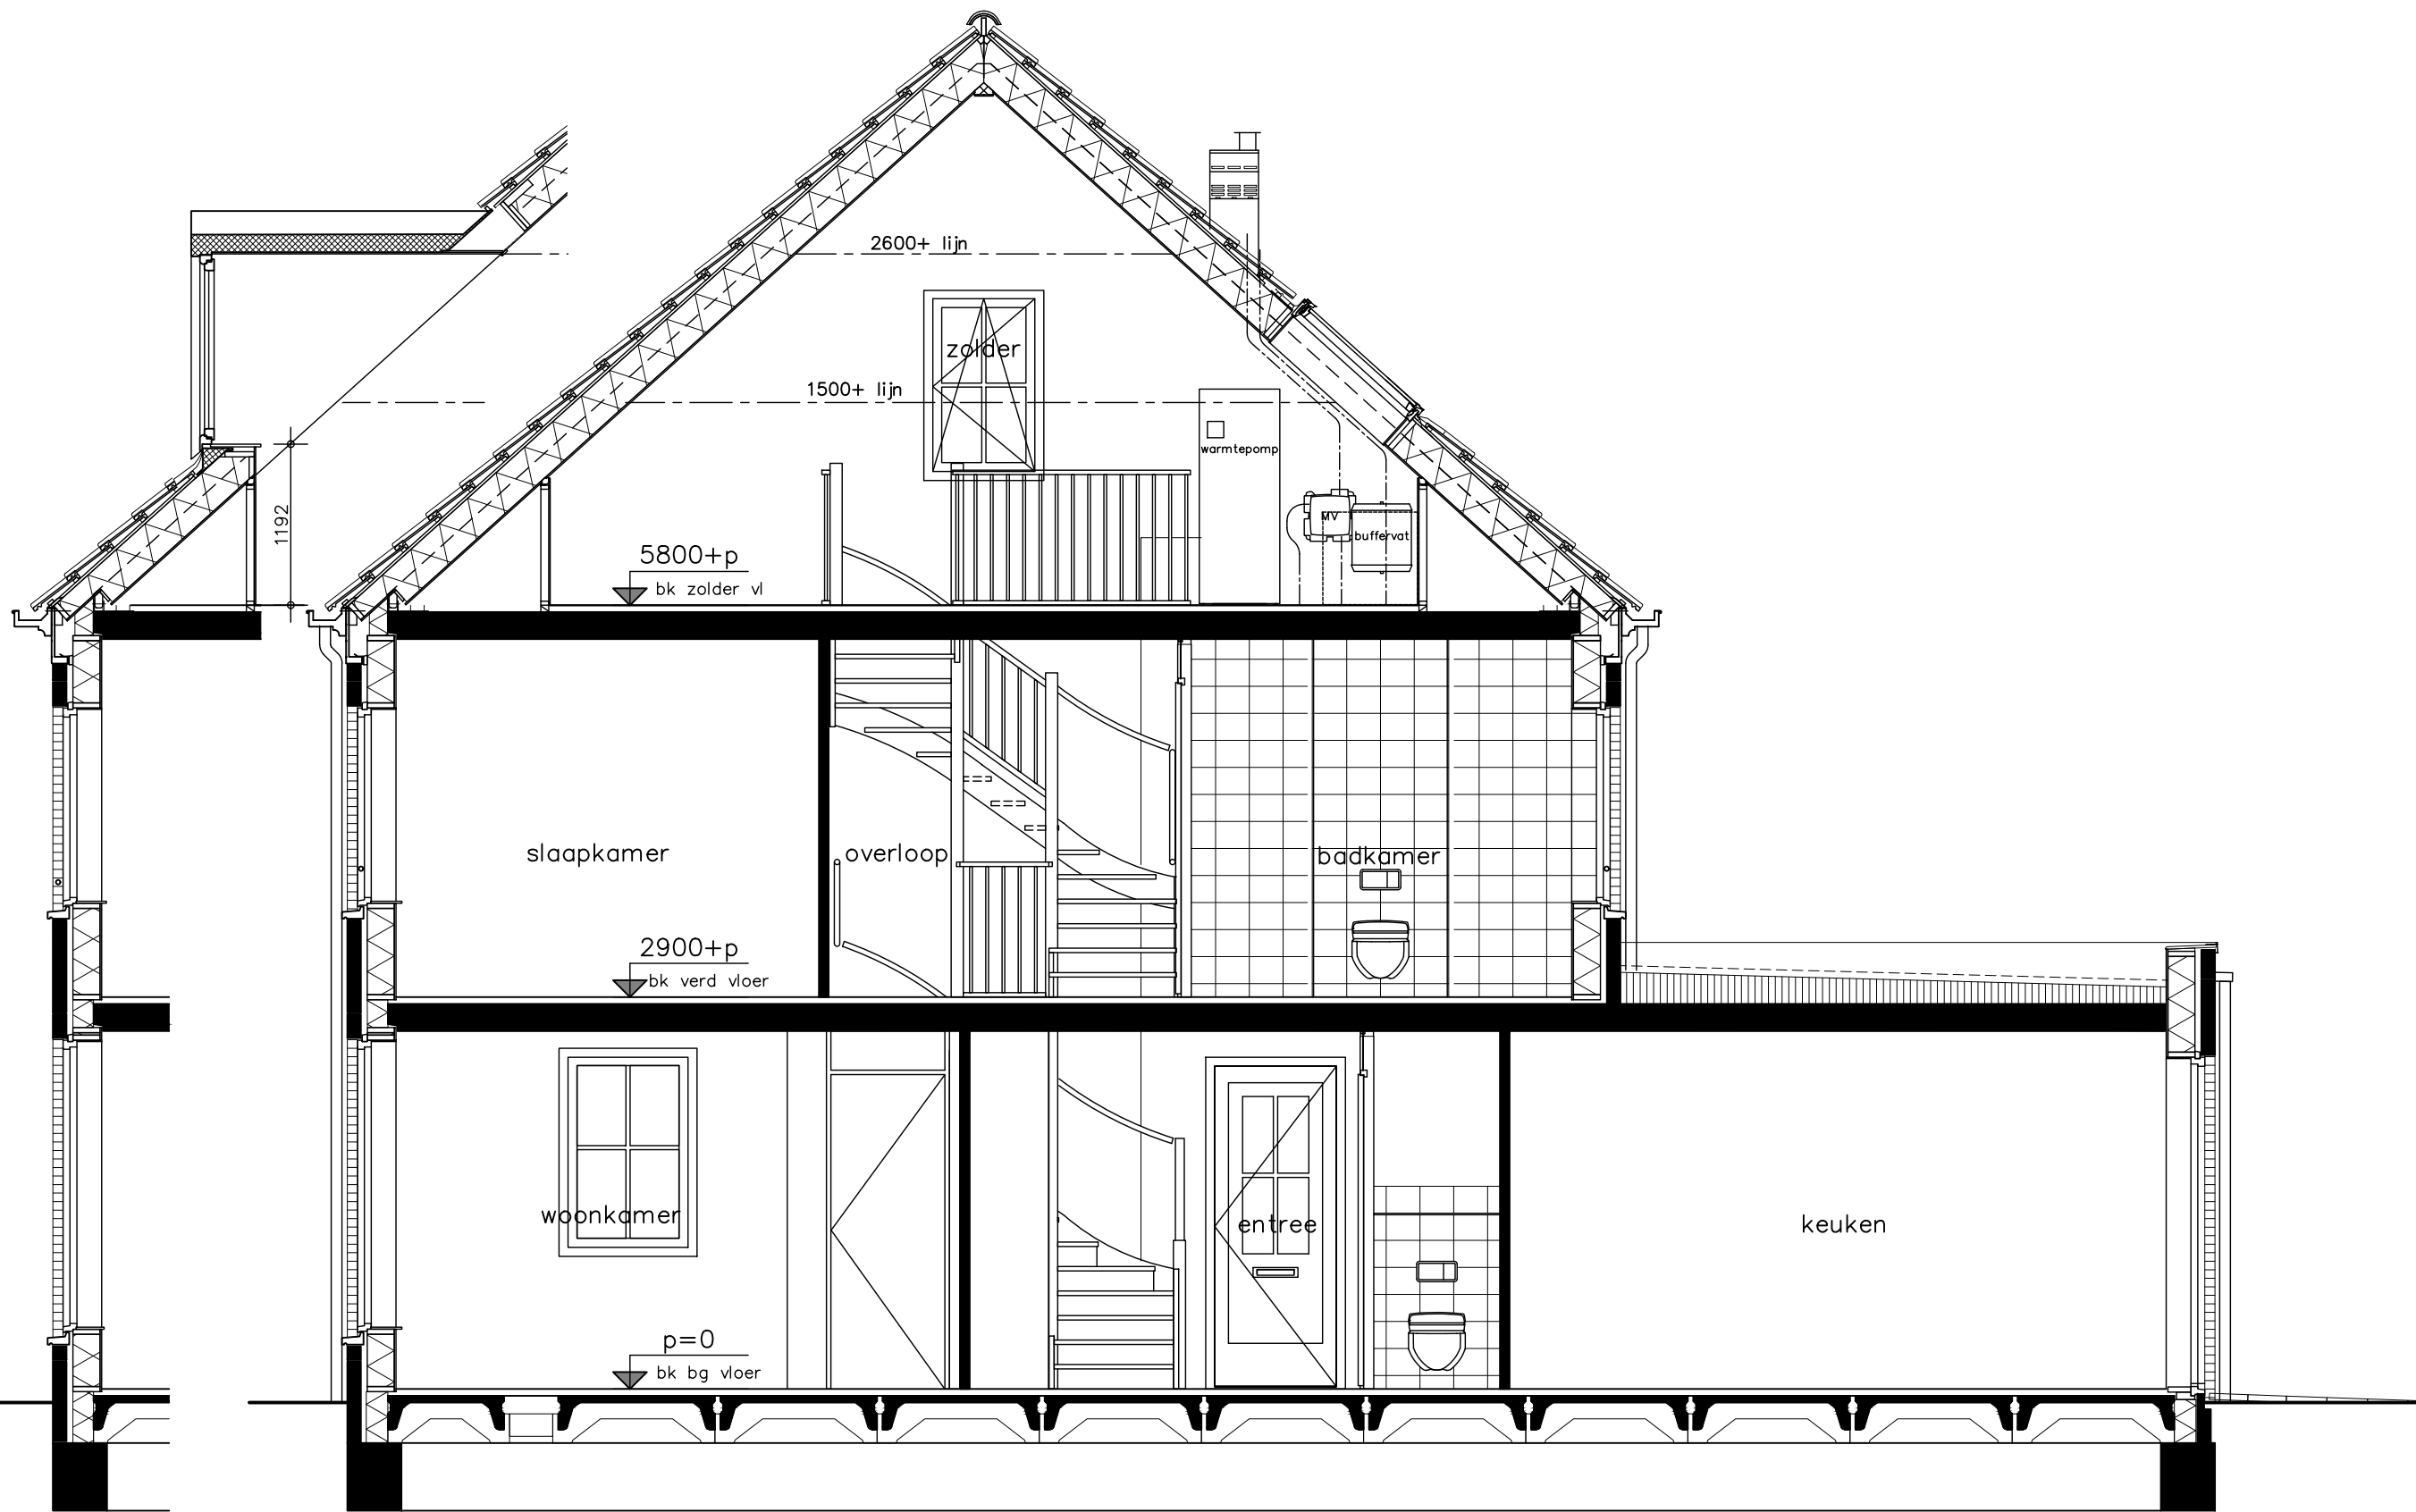 2600+ lijn
zolder
1500+ lijn
warmtepomp
MV
buffervat
1192
5800+p
bk zolder vl
slaapkamer
overloop
badkamer
2900+p
bk verd vloer
woonkamer
entree
keuken
p=0
bk bg vloer